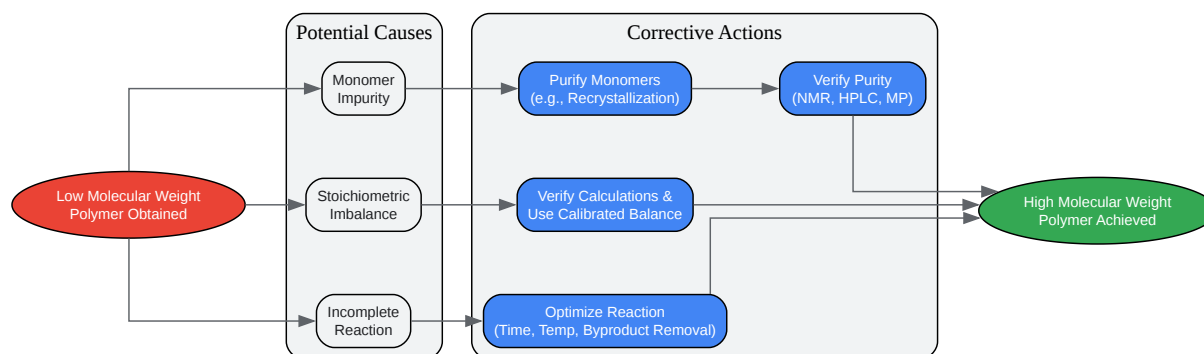 Potential Causes
Corrective Actions
Monomer
Impurity
Purify Monomers
(e.g., Recrystallization)
Verify Purity
(NMR, HPLC, MP)
Low Molecular Weight
Polymer Obtained
Stoichiometric
Imbalance
Verify Calculations &
Use Calibrated Balance
High Molecular Weight
Polymer Achieved
Incomplete
Reaction
Optimize Reaction
(Time, Temp, Byproduct Removal)